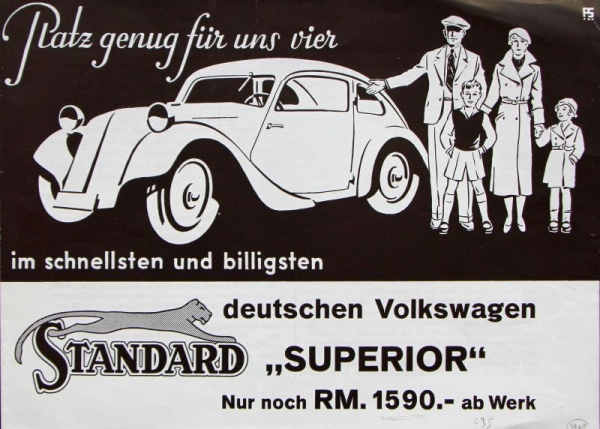 Platz genug für uns vier
im schnellsten und billigsten
deutschen Volkswagen
STANDARD
„SUPERIOR“
Nur noch RM. 1590.- ab Werk